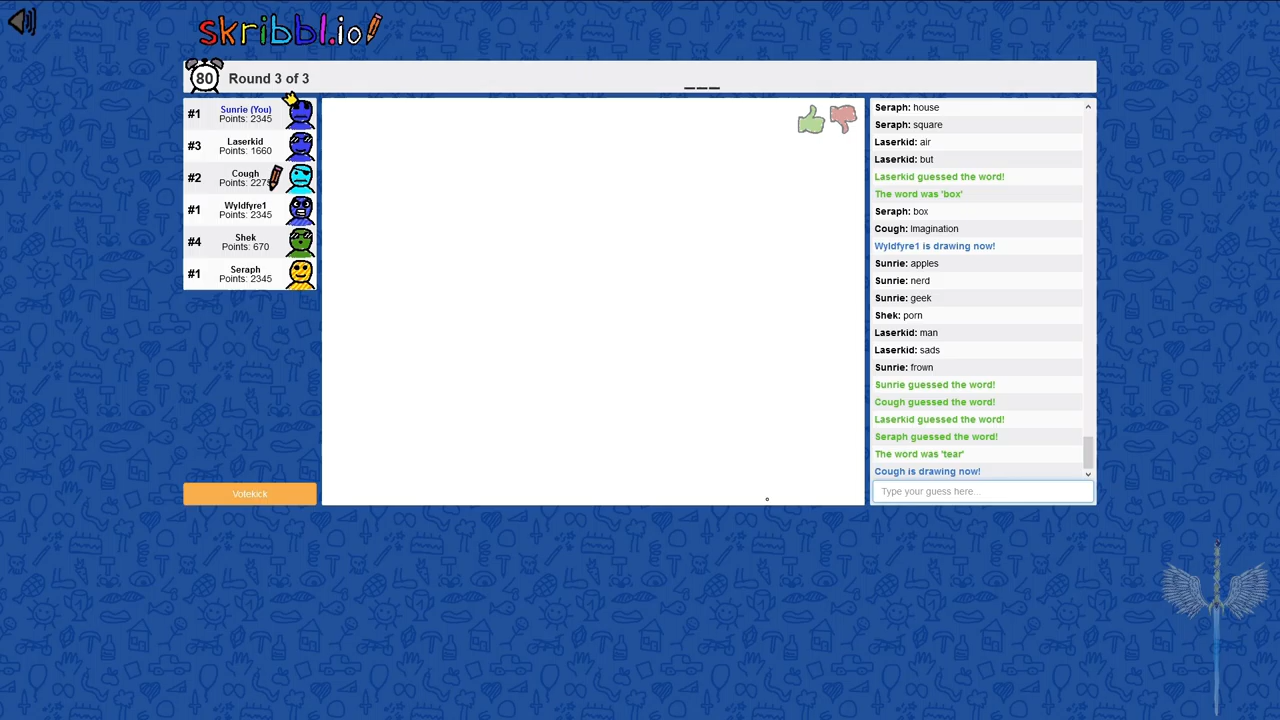 skribbl.io
80
Round 3 of 3
_ _ _
#1
Sunrie (You)
Points: 2345
#3
Laserkid
Points: 1660
#2
Cough
Points: 2275
#1
Wyldfyre1
Points: 2345
#4
Shek
Points: 670
#1
Seraph
Points: 2345
Votekick
Seraph: house
Seraph: square
Laserkid: air
Laserkid: but
Laserkid guessed the word!
The word was 'box'
Seraph: box
Cough: Imagination
Wyldfyre1 is drawing now!
Sunrie: apples
Sunrie: nerd
Sunrie: geek
Shek: porn
Laserkid: man
Laserkid: sads
Sunrie: frown
Sunrie guessed the word!
Cough guessed the word!
Laserkid guessed the word!
Seraph guessed the word!
The word was 'tear'
Cough is drawing now!
Type your guess here...